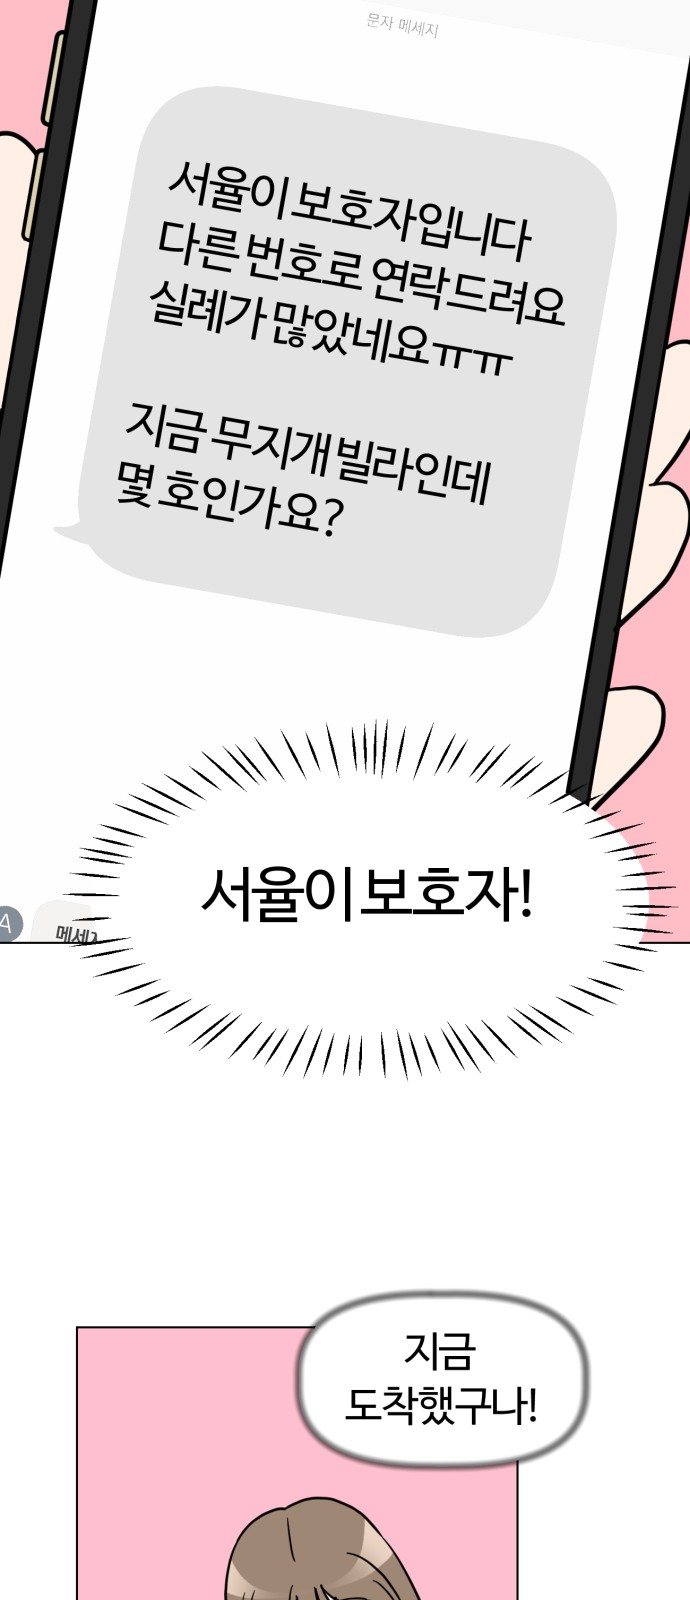 문자 메세지
서율이 보호자입니다
다른 번호로 연락드려요
실례가 많았네요ㅠㅠ
지금 무지개 빌라인데
몇 호인가요?
서율이 보호자!
A
메세지
지금
도착했구나!